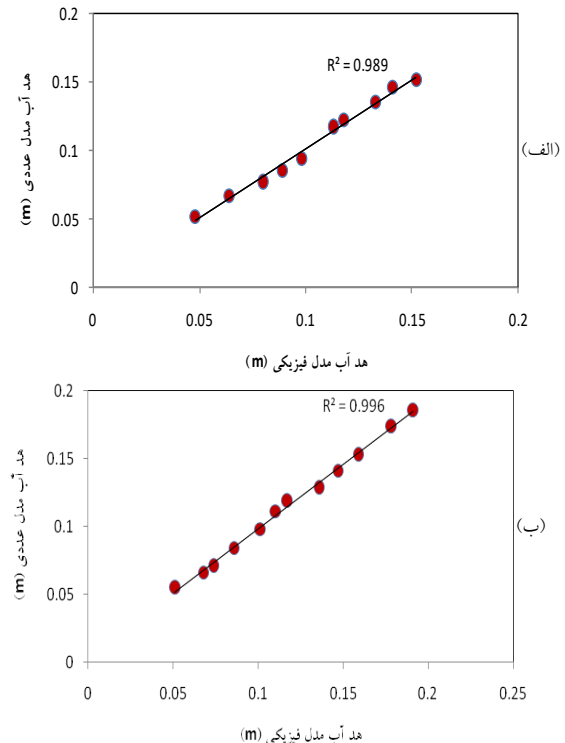 0.2
R² = 0.989
0.15
0.1
0.05
0
هد آب مدل عددی (m)
(الف)
0 0.05 0.1 0.15 0.2
هد آب مدل فیزیکی (m)
0.2
R² = 0.996
0.15
0.1
0.05
0
هد آب مدل عددی (m)
(ب)
0 0.05 0.1 0.15 0.2 0.25
هد آب مدل فیزیکی (m)